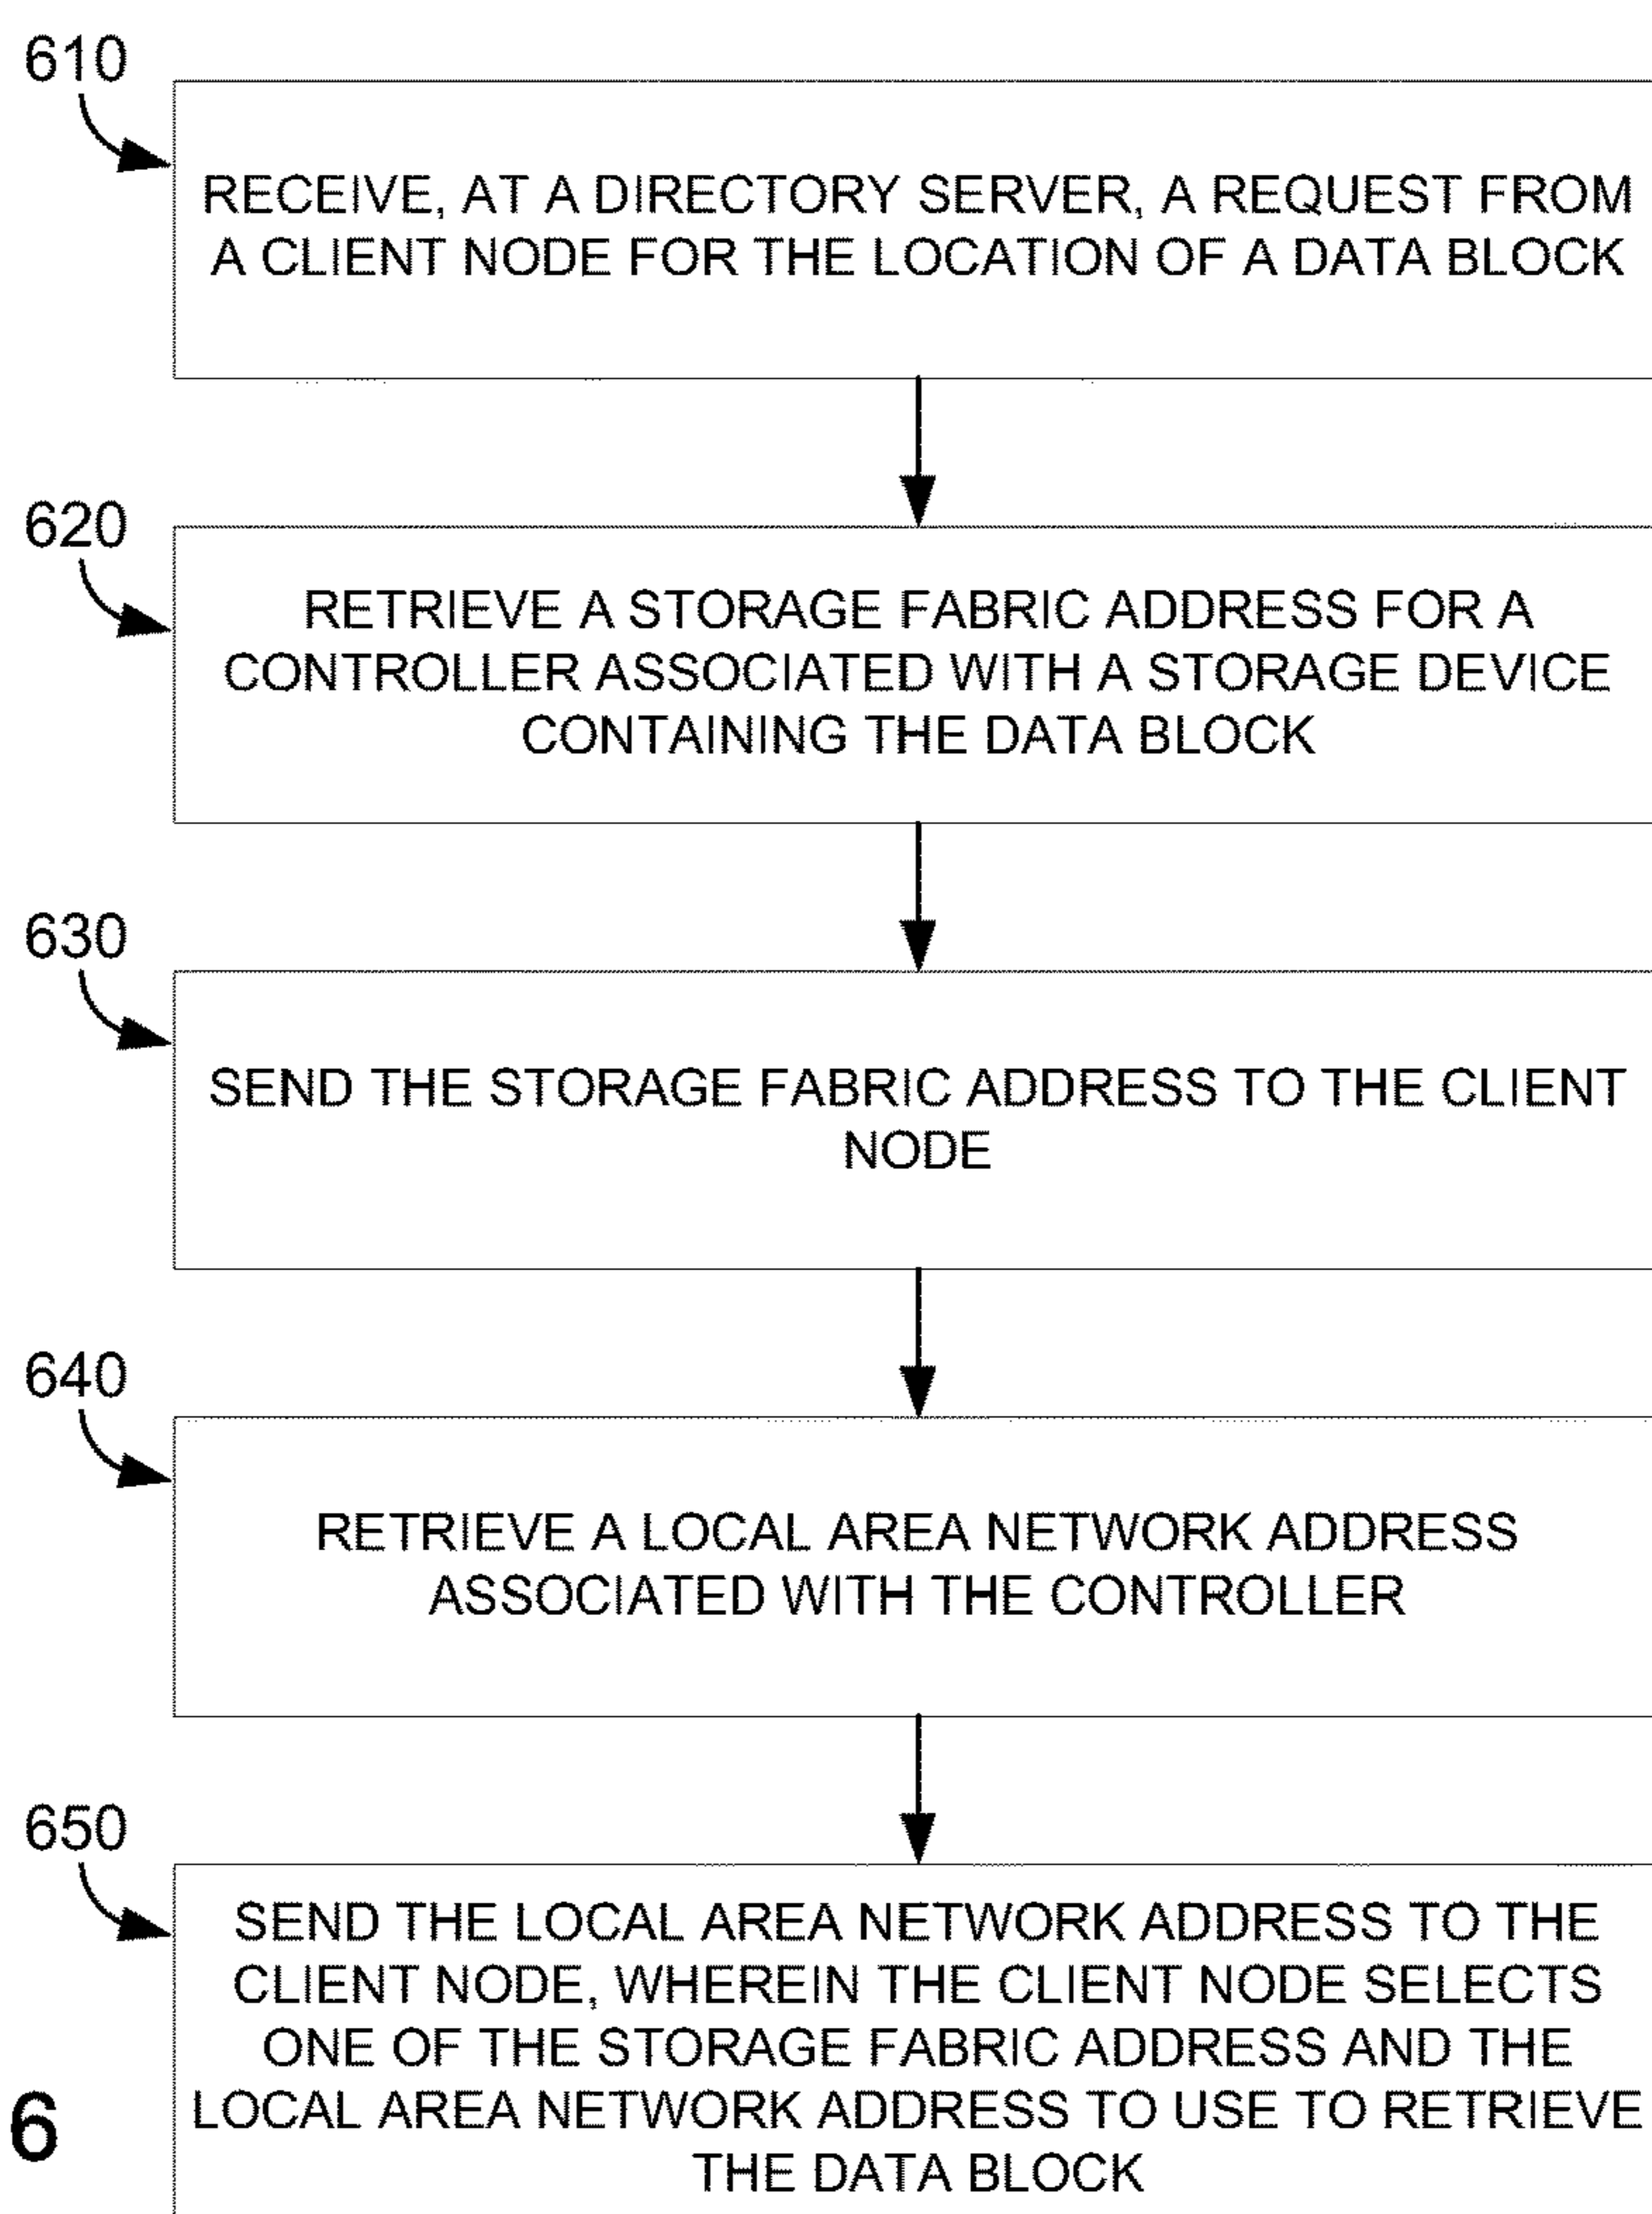 610
RECEIVE, AT A DIRECTORY SERVER, A REQUEST FROM
A CLIENT NODE FOR THE LOCATION OF A DATA BLOCK
620
RETRIEVE A STORAGE FABRIC ADDRESS FOR A
CONTROLLER ASSOCIATED WITH A STORAGE DEVICE
CONTAINING THE DATA BLOCK
630
SEND THE STORAGE FABRIC ADDRESS TO THE CLIENT
NODE
640
RETRIEVE A LOCAL AREA NETWORK ADDRESS
ASSOCIATED WITH THE CONTROLLER
650
SEND THE LOCAL AREA NETWORK ADDRESS TO THE
CLIENT NODE, WHEREIN THE CLIENT NODE SELECTS
ONE OF THE STORAGE FABRIC ADDRESS AND THE
LOCAL AREA NETWORK ADDRESS TO USE TO RETRIEVE
THE DATA BLOCK
6